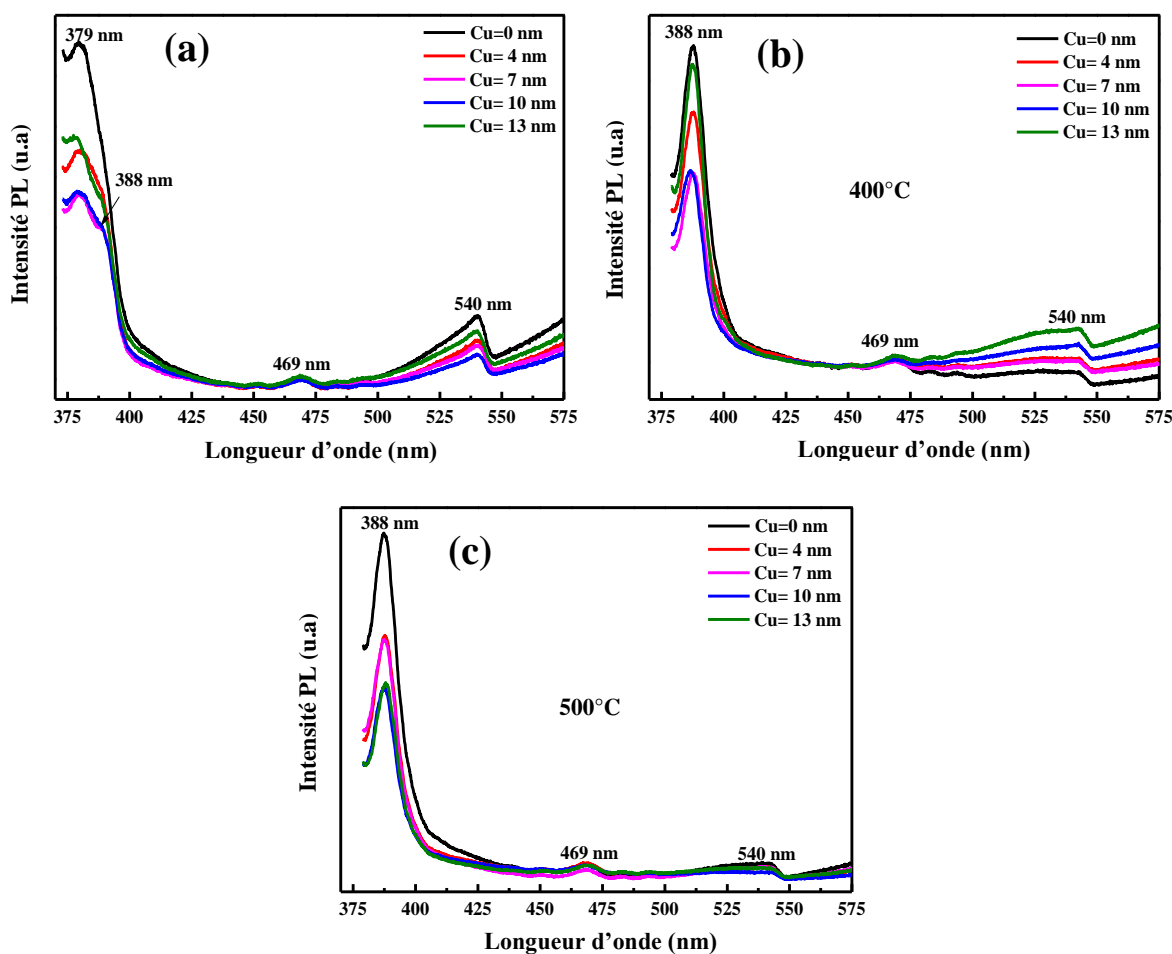 379 nm
(a)
Cu=0 nm
Cu= 4 nm
Cu= 7 nm
Cu= 10 nm
Cu= 13 nm
388 nm
540 nm
469 nm
Intensité PL (u.a)
375 400 425 450 475 500 525 550 575
Longueur d’onde (nm)
388 nm
(b)
Cu=0 nm
Cu= 4 nm
Cu= 7 nm
Cu= 10 nm
Cu= 13 nm
400°C
540 nm
469 nm
Intensité PL (u.a)
375 400 425 450 475 500 525 550 575
Longueur d’onde (nm)
388 nm
(c)
Cu=0 nm
Cu= 4 nm
Cu= 7 nm
Cu= 10 nm
Cu= 13 nm
500°C
469 nm
540 nm
Intensité PL (u.a)
375 400 425 450 475 500 525 550 575
Longueur d’onde (nm)